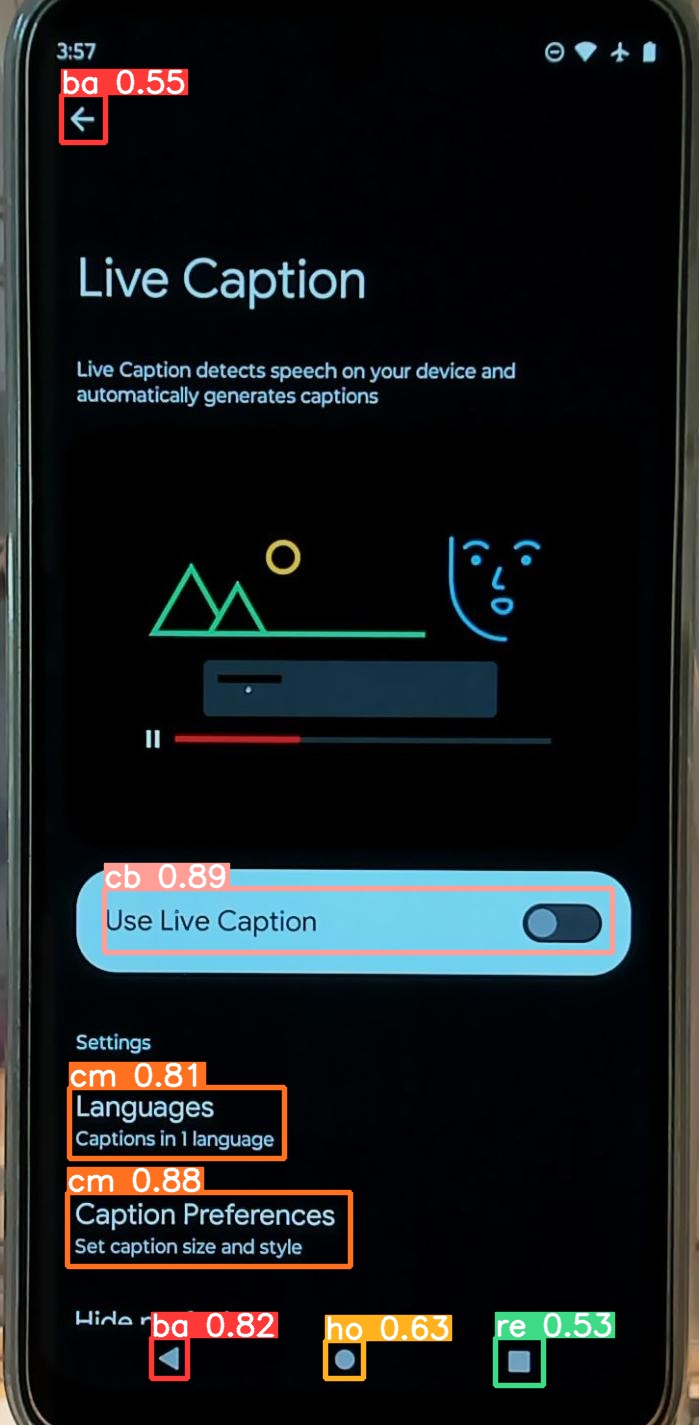 3:57
ba 0.55
Live Caption
Live Caption detects speech on your device and
automatically generates captions
cb 0.89
Use Live Caption
Settings
cm 0.81
Languages
Captions in 1 language
cm 0.88
Caption Preferences
Set caption size and style
Hide
ba 0.82
ho 0.63
re 0.53